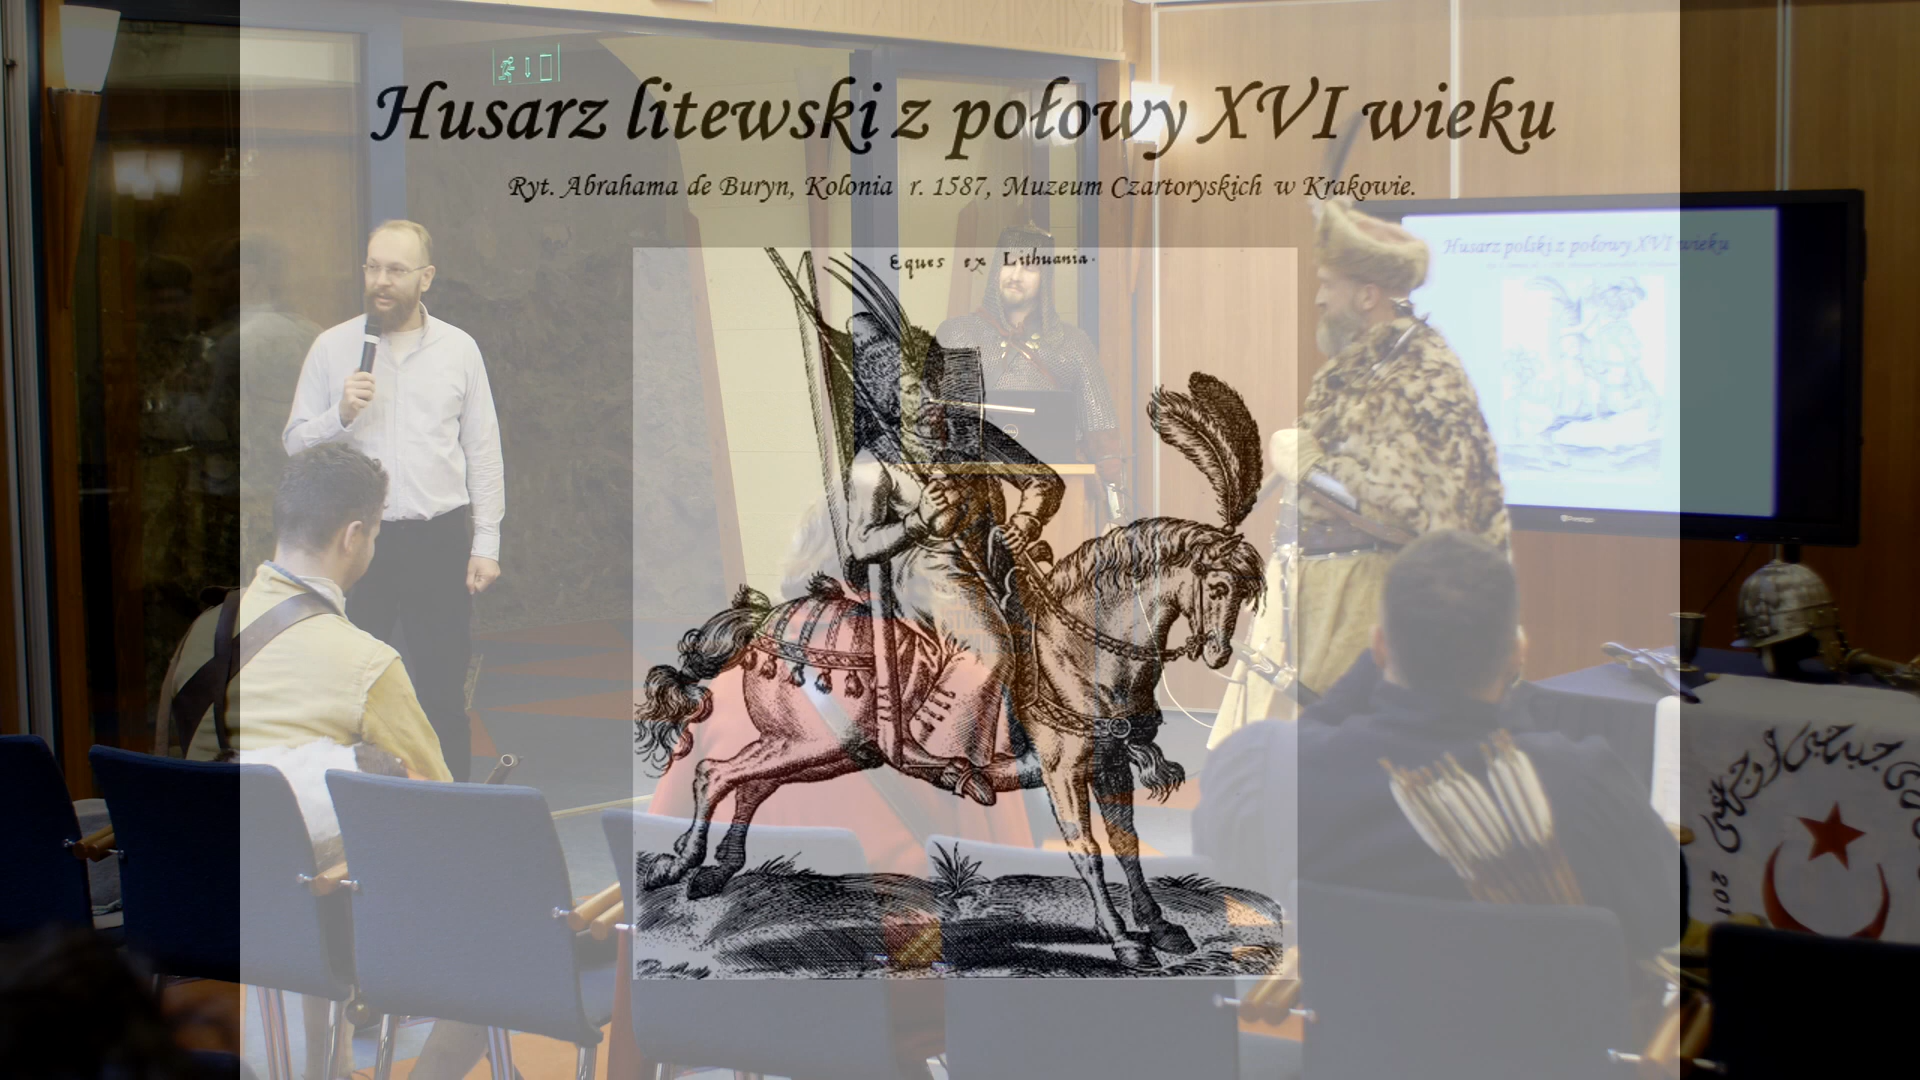 Husarz litewski z połowy XVI wieku
Ryt. Abrahama de Buryn, Kolonia r. 1587, Muzeum Czartoryskich w Krakowie.
Eques ex Lithuania.
Husarz polski z połowy XVI wieku
201